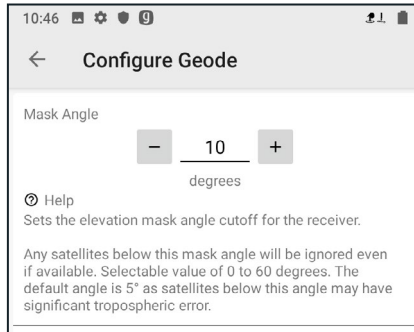 10:46
Configure Geode
Mask Angle
− 10 +
degrees
Help
Sets the elevation mask angle cutoff for the receiver.
Any satellites below this mask angle will be ignored even
if available. Selectable value of 0 to 60 degrees. The
default angle is 5° as satellites below this angle may have
significant tropospheric error.